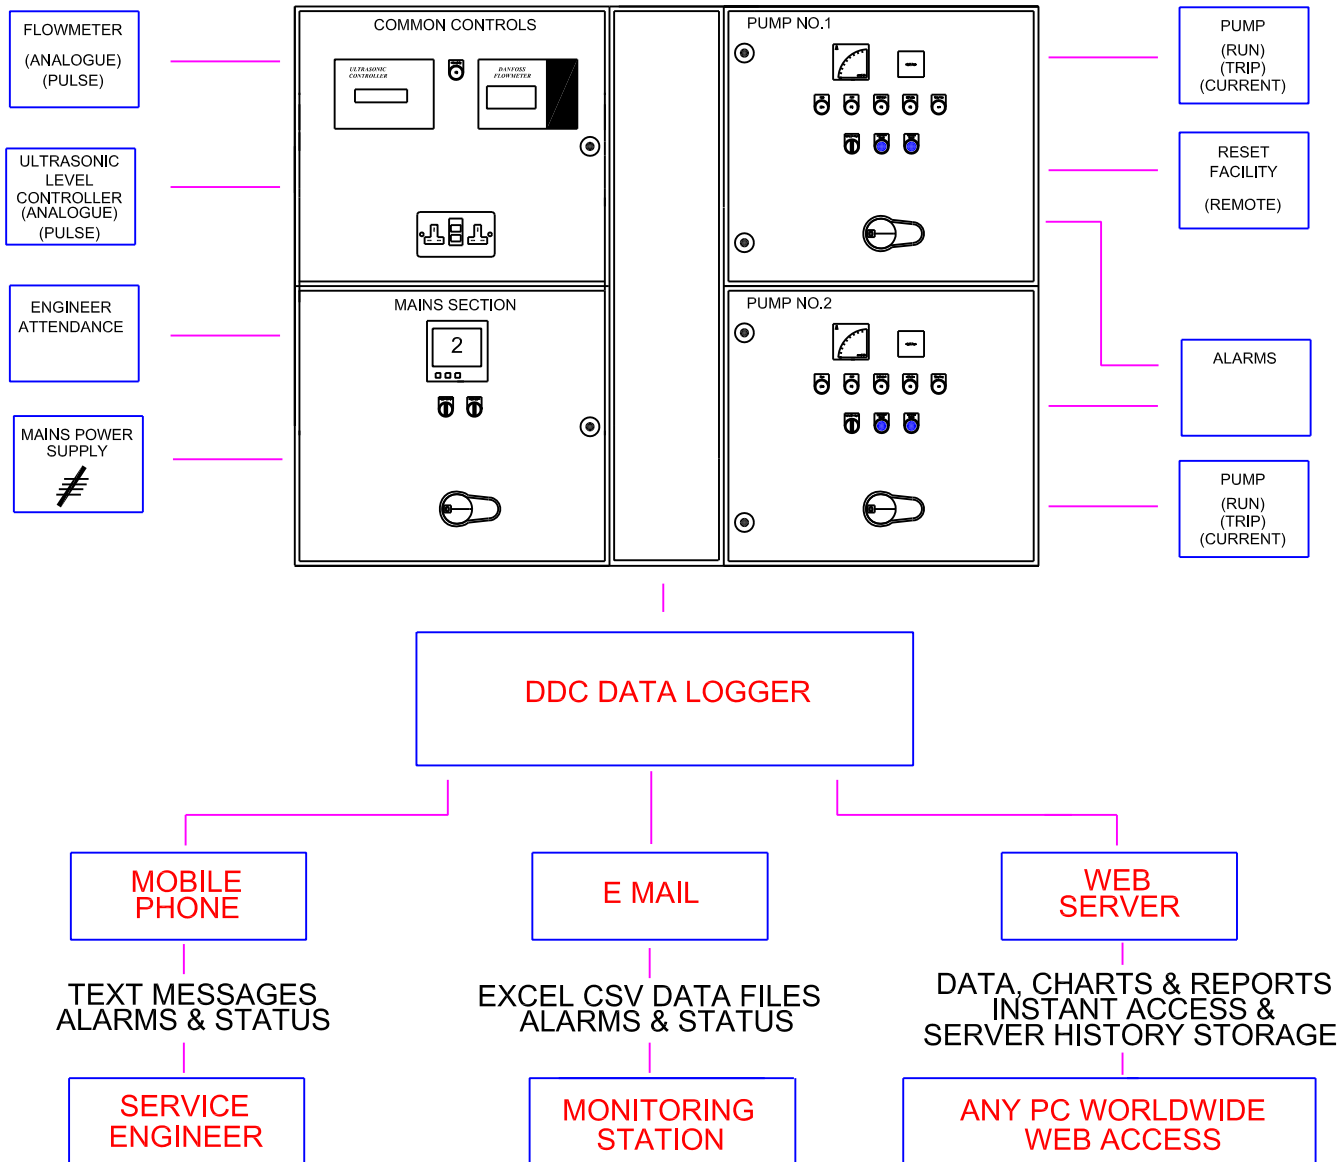 FLOWMETER
(ANALOGUE)
(PULSE)
ULTRASONIC
LEVEL
CONTROLLER
(ANALOGUE)
(PULSE)
ENGINEER
ATTENDANCE
MAINS POWER
SUPPLY
COMMON CONTROLS
ULTRASONIC
CONTROLLER
DANFOSS
FLOWMETER
MAINS SECTION
2
PUMP NO.1
PUMP NO.2
PUMP
(RUN)
(TRIP)
(CURRENT)
RESET
FACILITY
(REMOTE)
ALARMS
PUMP
(RUN)
(TRIP)
(CURRENT)
DDC DATA LOGGER
MOBILE
PHONE
E MAIL
WEB
SERVER
TEXT MESSAGES
ALARMS & STATUS
EXCEL CSV DATA FILES
ALARMS & STATUS
DATA, CHARTS & REPORTS
INSTANT ACCESS &
SERVER HISTORY STORAGE
SERVICE
ENGINEER
MONITORING
STATION
ANY PC WORLDWIDE
WEB ACCESS